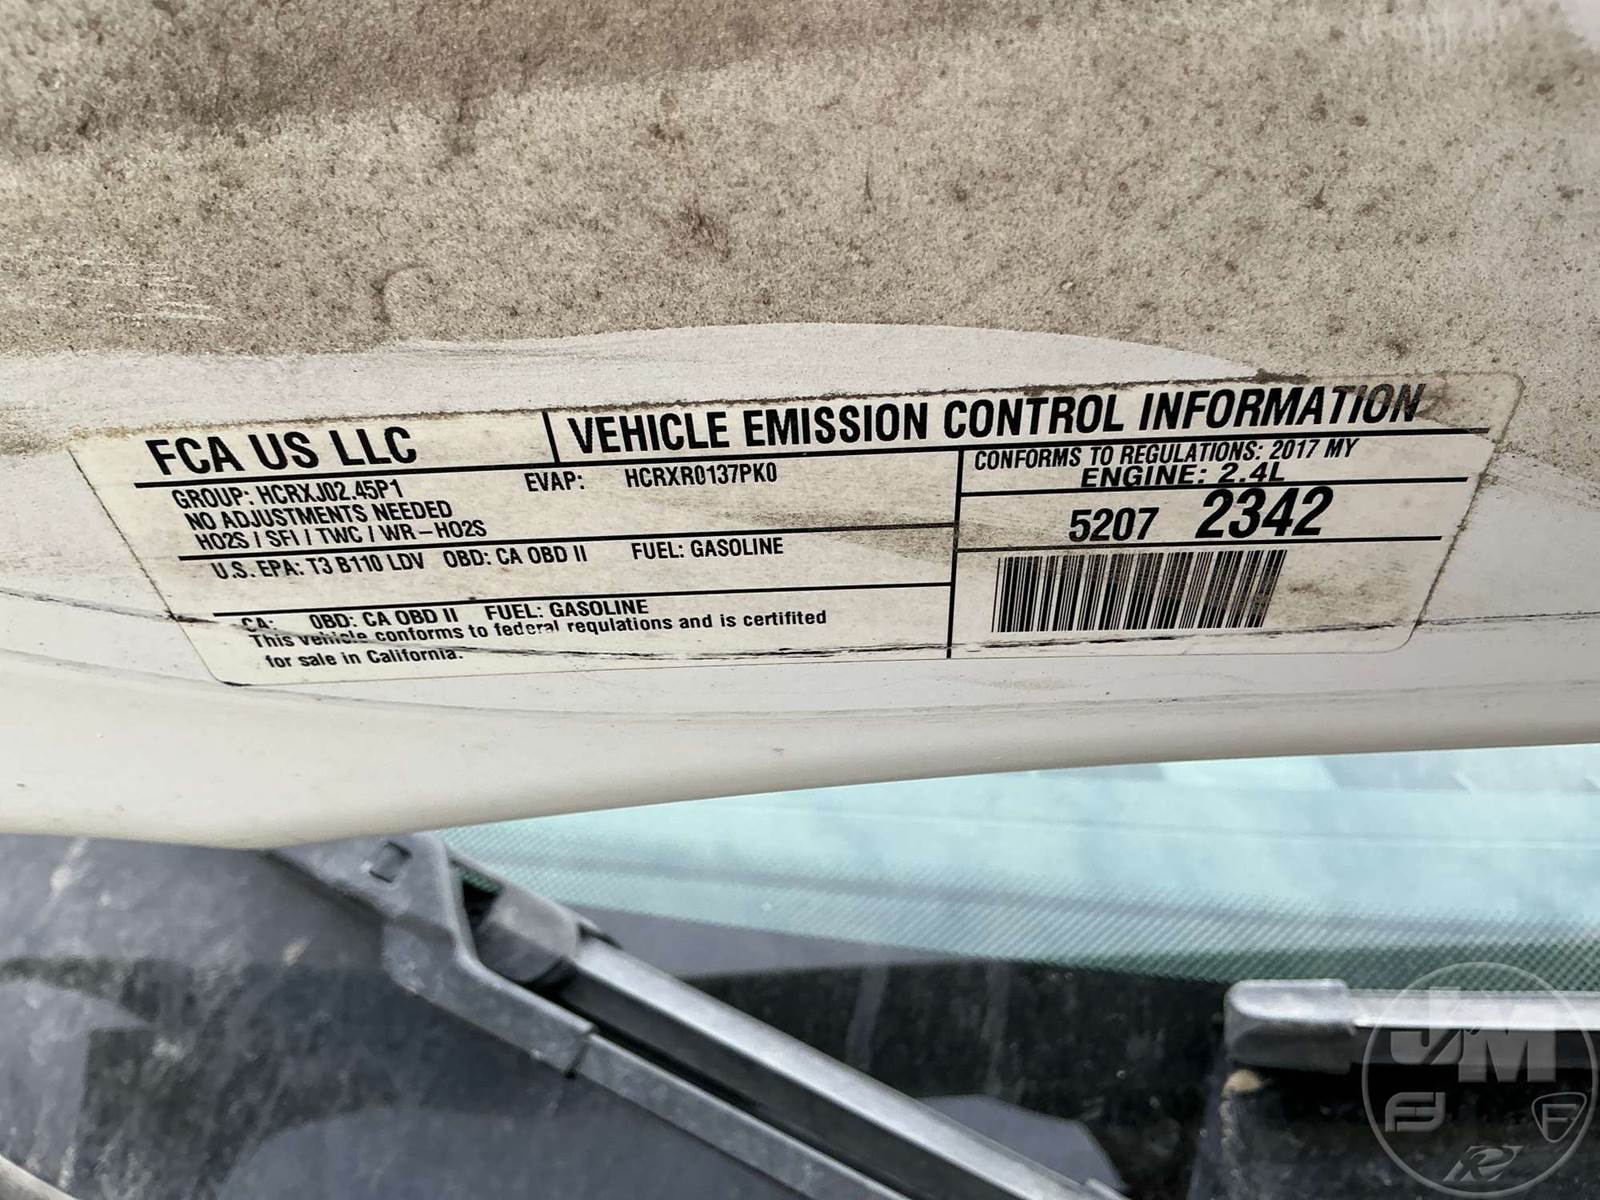 FCA US LLC
VEHICLE EMISSION CONTROL INFORMATION
GROUP: HCRXJ02.45P1
EVAP: HCRXR0137PK0
NO ADJUSTMENTS NEEDED
HO2S / SFI / TWC / WR-HO2S
U.S. EPA: T3 B110 LDV OBD: CA OBD II FUEL: GASOLINE
CA: OBD: CA OBD II FUEL: GASOLINE
This vehicle conforms to federal requlations and is certifited
for sale in California.
CONFORMS TO REGULATIONS: 2017 MY
ENGINE: 2.4L
5207 2342
JM